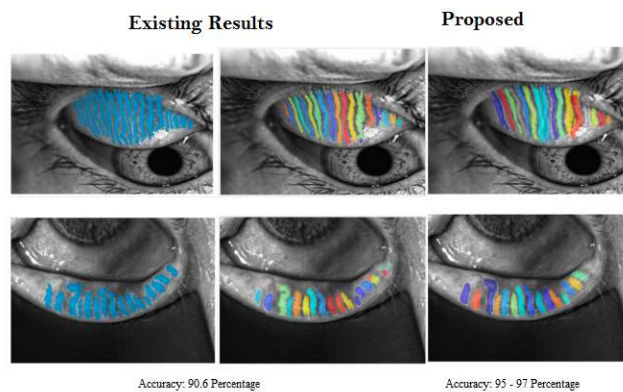 Existing Results
Proposed
Accuracy: 90.6 Percentage
Accuracy: 95 - 97 Percentage